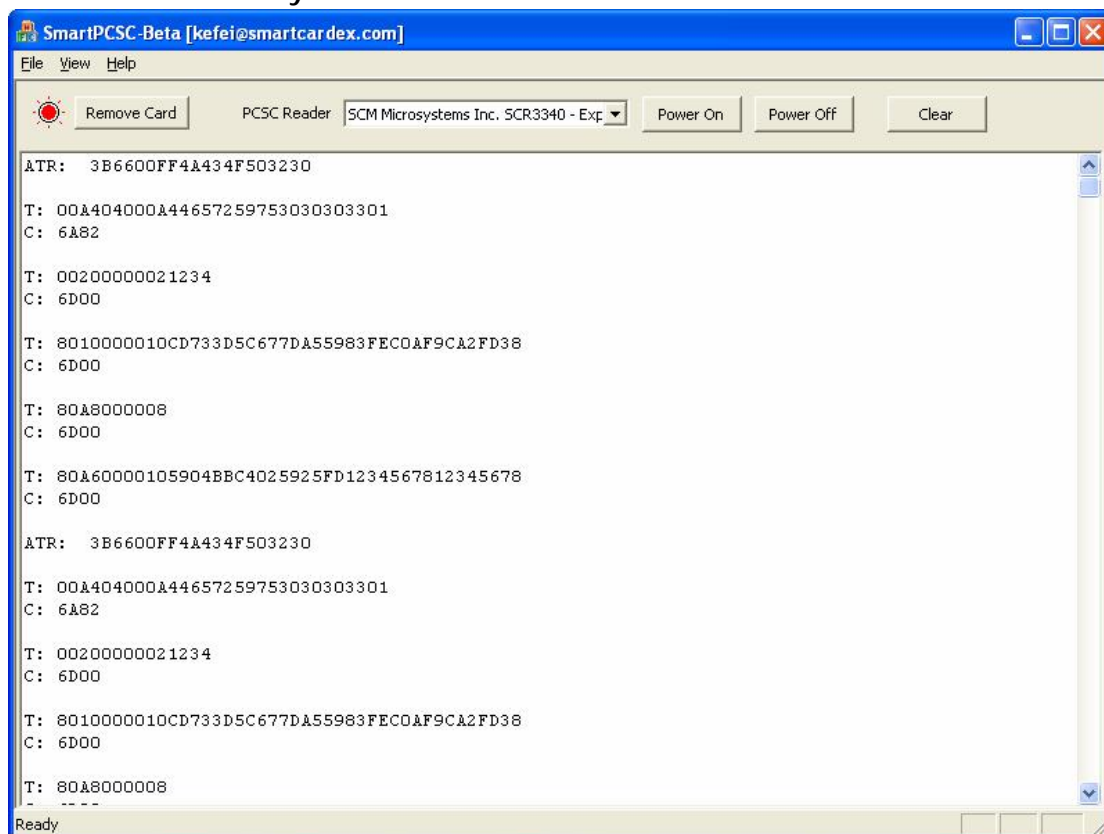 SmartPCSC-Beta [kefei@smartcardex.com]
File View Help
Remove Card PCSC Reader SCM Microsystems Inc. SCR3340 - Exp Power On Power Off Clear
ATR: 3B6600FF4A434F503230
T: 00A404000A44657259753030303301
C: 6A82
T: 00200000021234
C: 6D00
T: 8010000010CD733D5C677DA55983FEC0AF9CA2FD38
C: 6D00
T: 80A8000008
C: 6D00
T: 80A60000105904BBC4025925FD1234567812345678
C: 6D00
ATR: 3B6600FF4A434F503230
T: 00A404000A44657259753030303301
C: 6A82
T: 00200000021234
C: 6D00
T: 8010000010CD733D5C677DA55983FEC0AF9CA2FD38
C: 6D00
T: 80A8000008
Ready